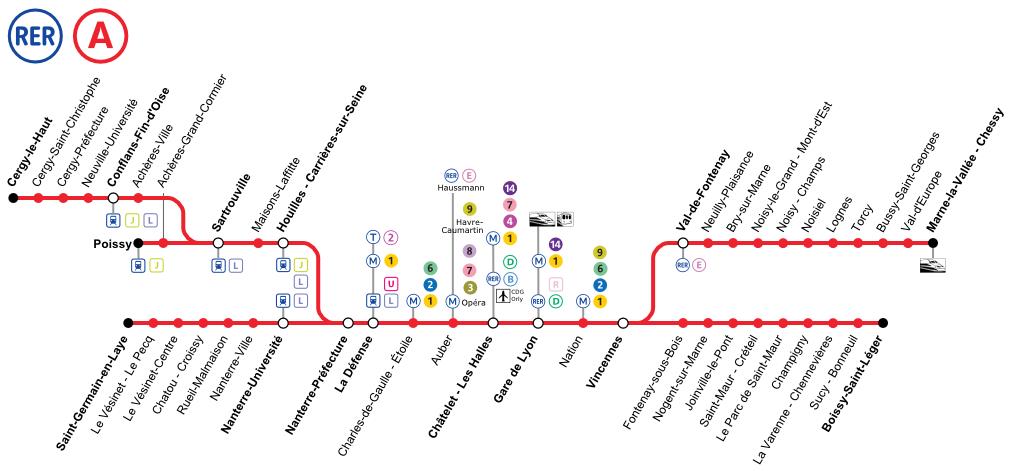 RER A
Cergy-le-Haut
Cergy-Saint-Christophe
Cergy-Préfecture
Neuville-Université
Conflans-Fin-d'Oise
Achères-Ville
Achères-Grand-Cormier
J L
Poissy
J
Sartrouville
L
Maisons-Laffitte
Houilles - Carrières-sur-Seine
J
L
Saint-Germain-en-Laye
Le Vésinet - Le Pecq
Le Vésinet-Centre
Chatou - Croissy
Rueil-Malmaison
Nanterre-Ville
L
Nanterre-Université
Nanterre-Préfecture
T 2
M 1
U
L
La Défense
6
2
M 1
Charles-de-Gaulle - Étoile
RER E
Haussmann
9
Havre-
Caumartin
8
7
3
M Opéra
Auber
14
7
4
M 1
D
RER B
CDG
Orly
Châtelet - Les Halles
14
M 1
R
RER D
Gare de Lyon
9
6
2
M 1
Nation
Vincennes
Val-de-Fontenay
RER E
Neuilly-Plaisance
Bry-sur-Marne
Noisy-le-Grand - Mont-d'Est
Noisy - Champs
Noisiel
Lognes
Torcy
Bussy-Saint-Georges
Val-d'Europe
Marne-la-Vallée - Chessy
Fontenay-sous-Bois
Nogent-sur-Marne
Joinville-le-Pont
Saint-Maur - Créteil
Le Parc de Saint-Maur
Champigny
La Varenne - Chennevières
Sucy - Bonneuil
Boissy-Saint-Léger